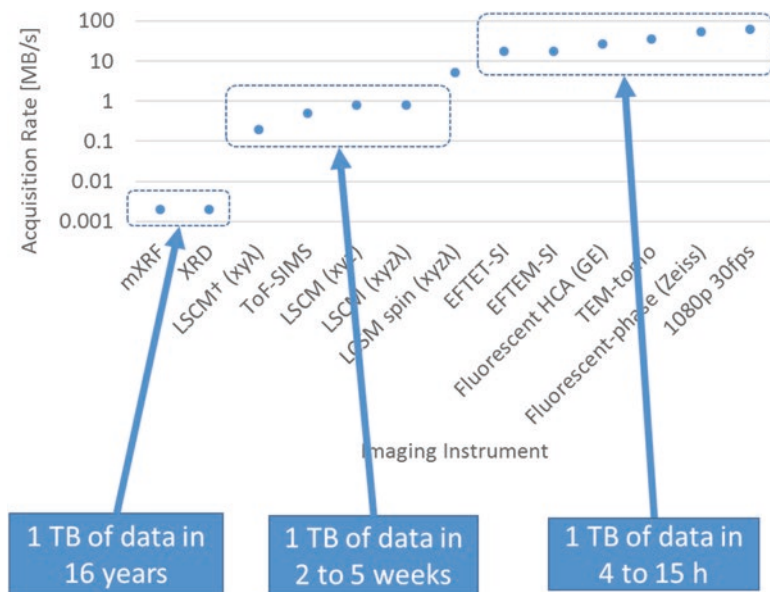 100
10
1
0.1
0.01
0.001
Acquisition Rate [MB/s]
mXRF
XRD
LSCM† (xyλ)
ToF-SIMS
LSCM (xyz)
LSCM (xyzλ)
LCSM spin (xyzλ)
EFTET-SI
EFTEM-SI
Fluorescent HCA (GE)
TEM-tomo
Fluorescent-phase (Zeiss)
1080p 30fps
Imaging Instrument
1 TB of data in
16 years
1 TB of data in
2 to 5 weeks
1 TB of data in
4 to 15 h